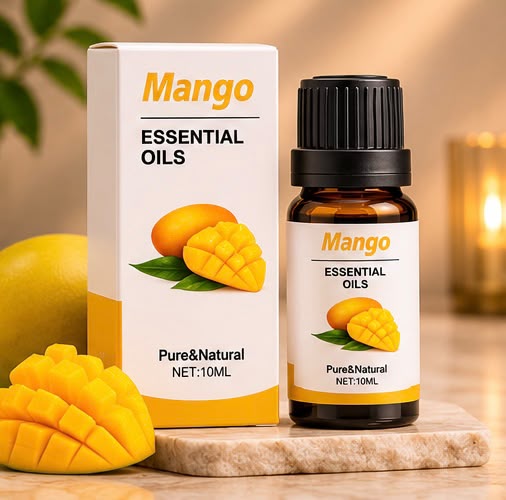 Mango
ESSENTIAL
OILS
Pure&Natural
NET:10ML
Mango
ESSENTIAL
OILS
Pure&Natural
NET:10ML